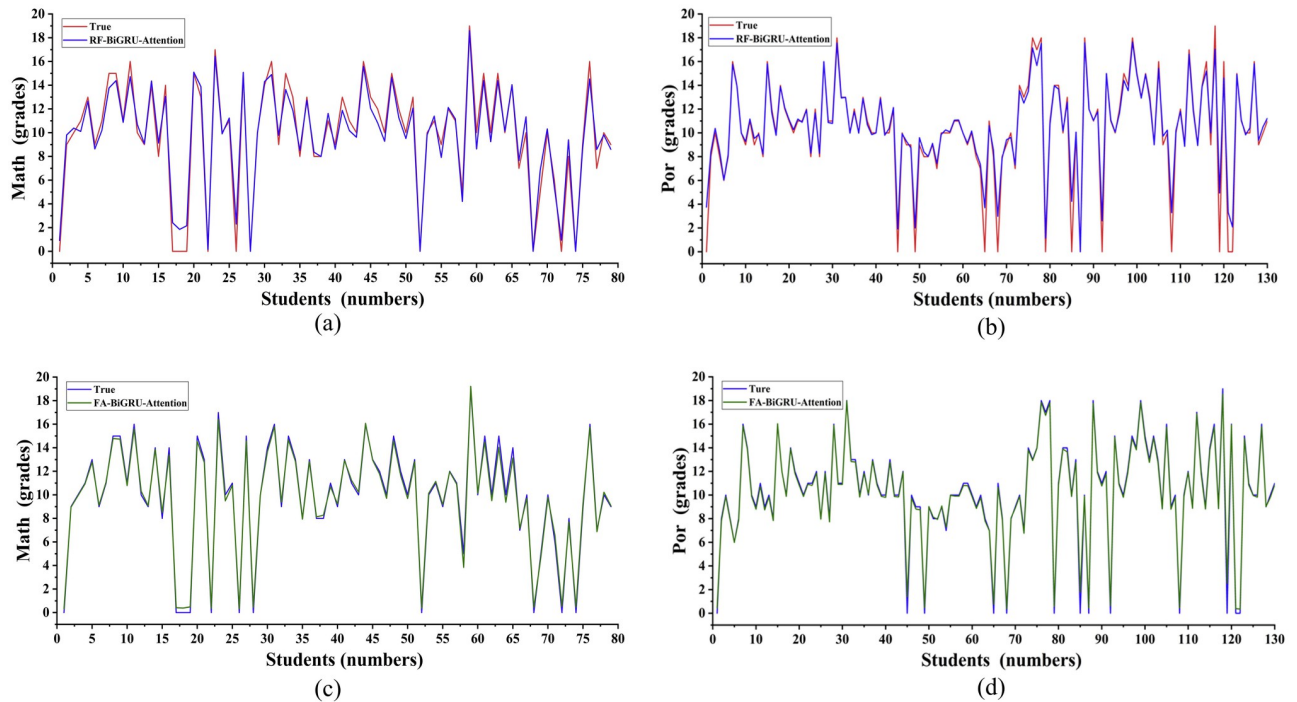 True
RF-BiGRU-Attention
20
18
16
14
12
10
8
6
4
2
0
Math (grades)
0 5 10 15 20 25 30 35 40 45 50 55 60 65 70 75 80
Students (numbers)
(a)
True
RF-BiGRU-Attention
20
18
16
14
12
10
8
6
4
2
0
Por (grades)
0 10 20 30 40 50 60 70 80 90 100 110 120 130
Students (numbers)
(b)
True
FA-BiGRU-Attention
20
18
16
14
12
10
8
6
4
2
0
Math (grades)
0 5 10 15 20 25 30 35 40 45 50 55 60 65 70 75 80
Students (numbers)
(c)
Ture
FA-BiGRU-Attention
20
18
16
14
12
10
8
6
4
2
0
Por (grades)
0 10 20 30 40 50 60 70 80 90 100 110 120 130
Students (numbers)
(d)